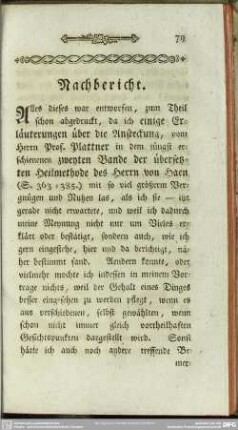 79
Nachbericht.
Alles dieses war entworfen, zum Theil
schon abgedruckt, da ich einige Er-
läuterungen über die Ansteckung, vom
Herrn Prof. Plattner in dem jüngst er-
schienenen zweyten Bande der übersetz-
ten Heilmethode des Herrn von Haen
(S. 363-385.) mit so viel größerm Ver-
gnügen und Nutzen las, als ich sie — itzt
gerade nicht erwartete, und weil ich dadurch
meine Meynung nicht nur um Vieles er-
klärt oder bestätigt, sondern auch, wie ich
gern eingestehe, hier und da berichtigt, nä-
her bestimmt fand. Aendern konnte, oder
vielmehr mochte ich indessen in meinem Vor-
trage nichts, weil der Gehalt eines Dinges
besser eingesehen zu werden pflegt, wenn es
aus verschiedenen, selbst gewählten, wenn
schon nicht immer gleich vortheilhaften
Gesichtspunkten dargestellt wird. Sonst
hätte ich auch noch andere treffende Be-
mer-